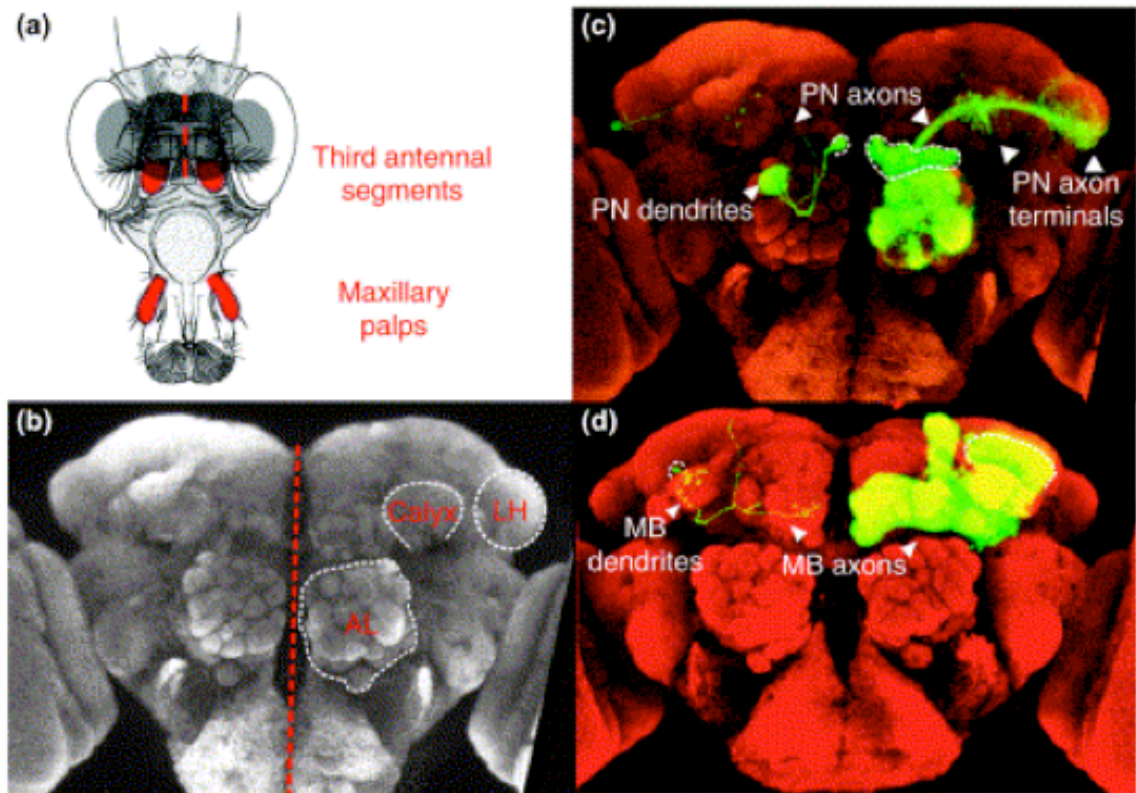 (a)
Third antennal
segments
Maxillary
palps
(b)
Calyx
LH
AL
(c)
PN axons
PN dendrites
PN axon
terminals
(d)
MB
dendrites
MB axons